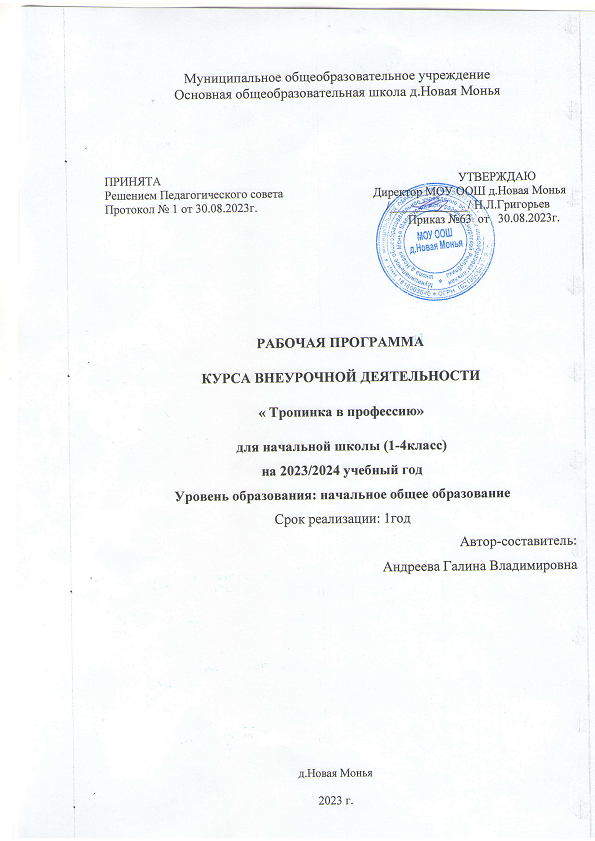 Муниципальное общеобразовательное учреждение
Основная общеобразовательная школа д.Новая Монья
ПРИНЯТА
Решением Педагогического совета
Протокол № 1 от 30.08.2023г.
УТВЕРЖДАЮ
Директор МОУ ООШ д.Новая Монья
/ Н.Л.Григорьев
Приказ №63 от 30.08.2023г.
МОУ ООШ
д.Новая Монья
РАБОЧАЯ ПРОГРАММА
КУРСА ВНЕУРОЧНОЙ ДЕЯТЕЛЬНОСТИ
« Тропинка в профессию»
для начальной школы (1-4класс)
на 2023/2024 учебный год
Уровень образования: начальное общее образование
Срок реализации: 1год
Автор-составитель:
Андреева Галина Владимировна
д.Новая Монья
2023 г.